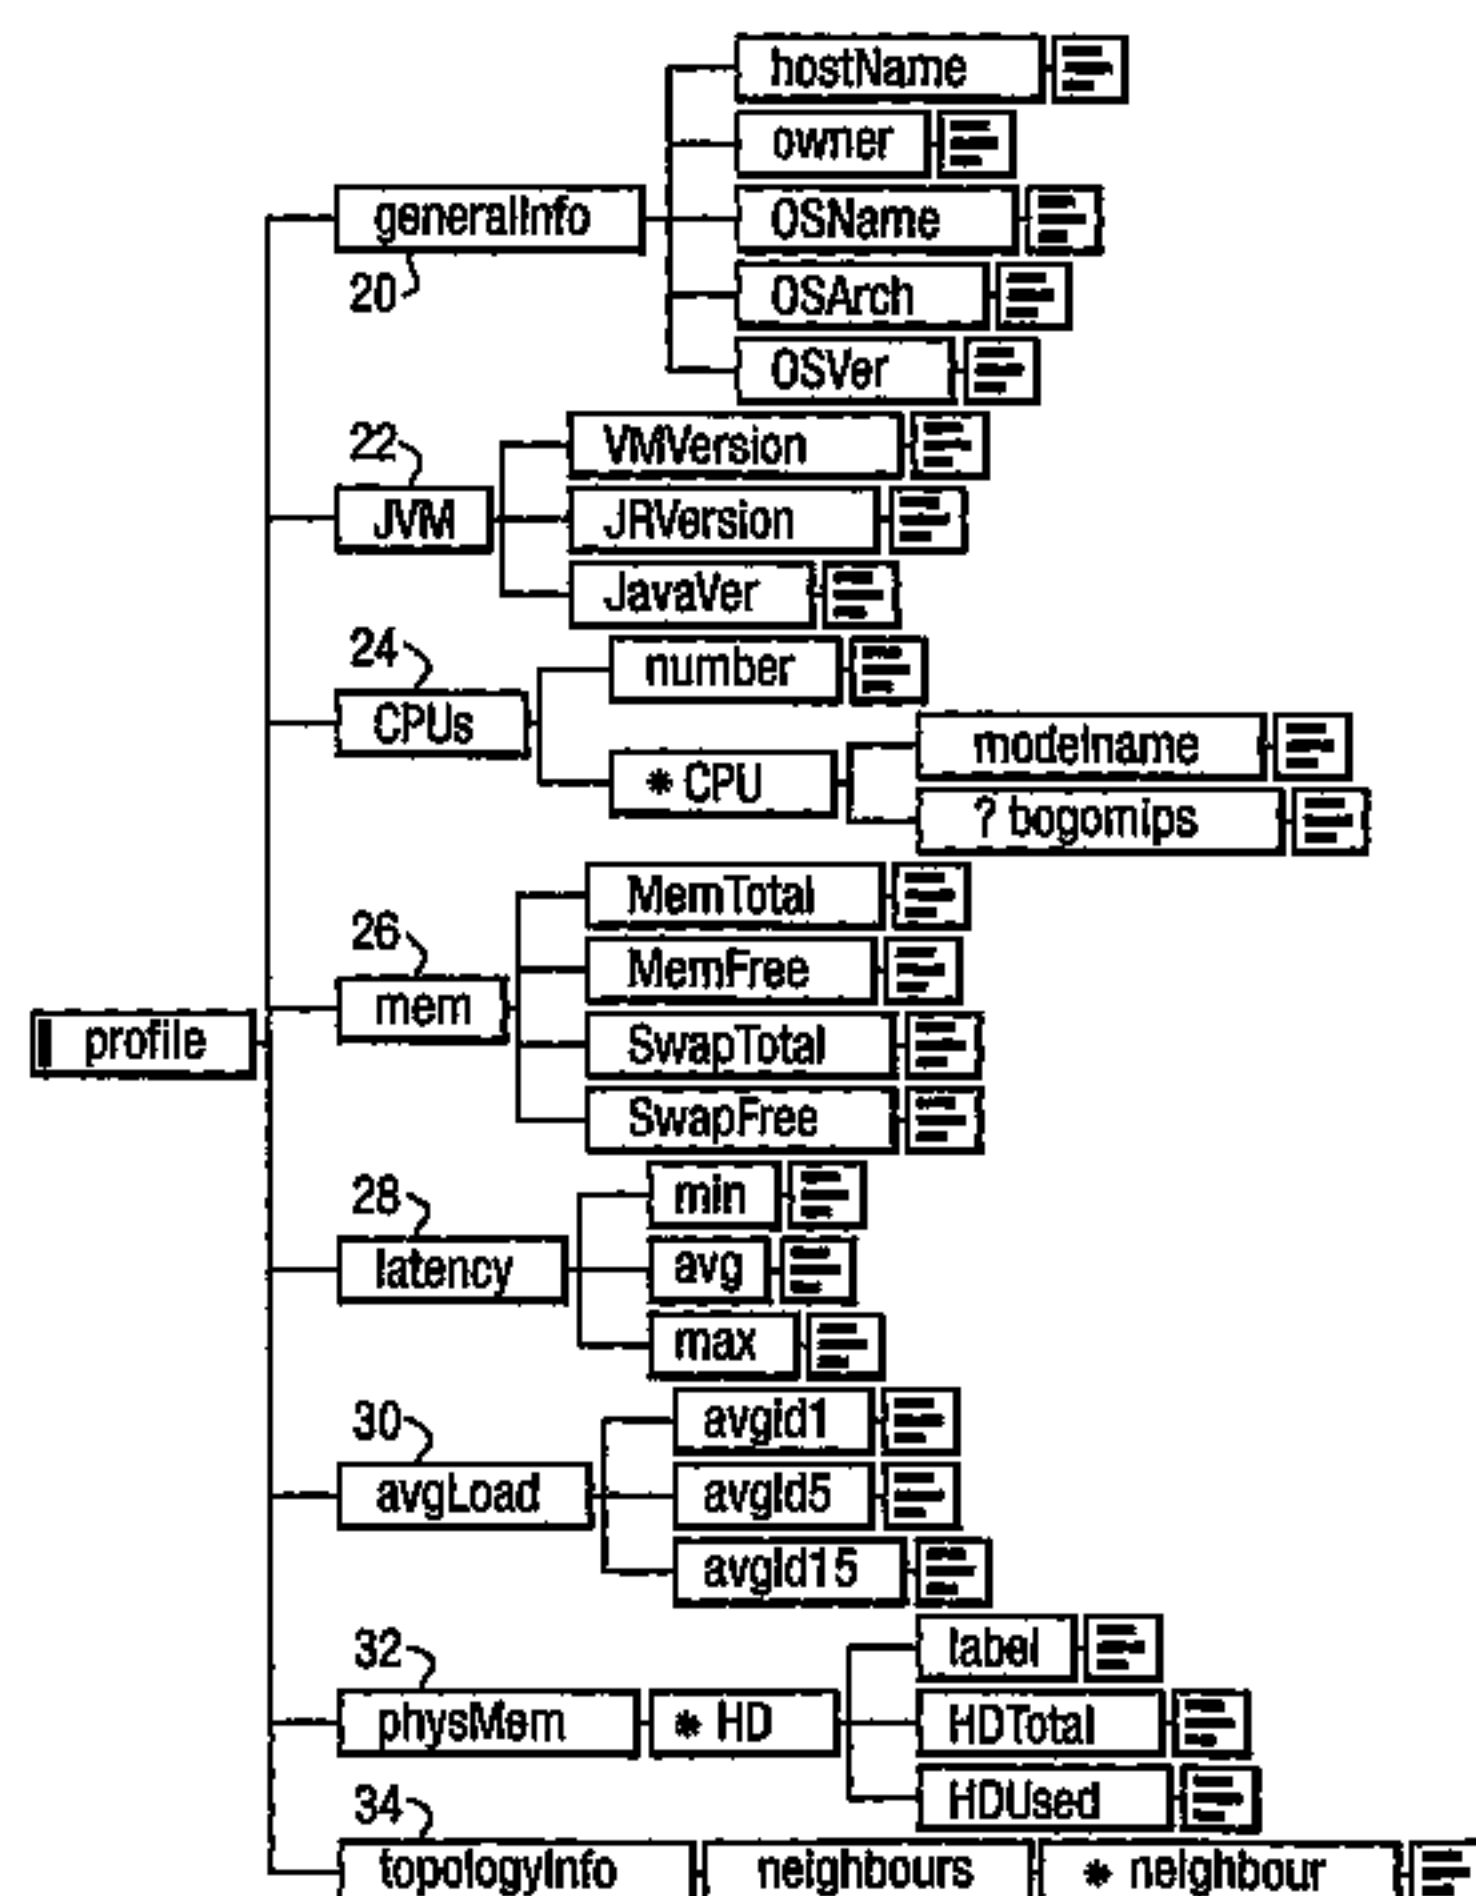 hostName
owner
generalInfo OSName
20 OSArch
OSVer
22 VMVersion
JVM JRVersion
JavaVer
24 number
CPUs modelname
* CPU
? bogomips
MemTotal
26 MemFree
mem
profile SwapTotal
SwapFree
28 min
latency avg
max
30 avgid1
avgLoad avgld5
avgld15
32 label
physMem * HD HDTotal
34 HDUsed
topologyInfo neighbours * neighbour